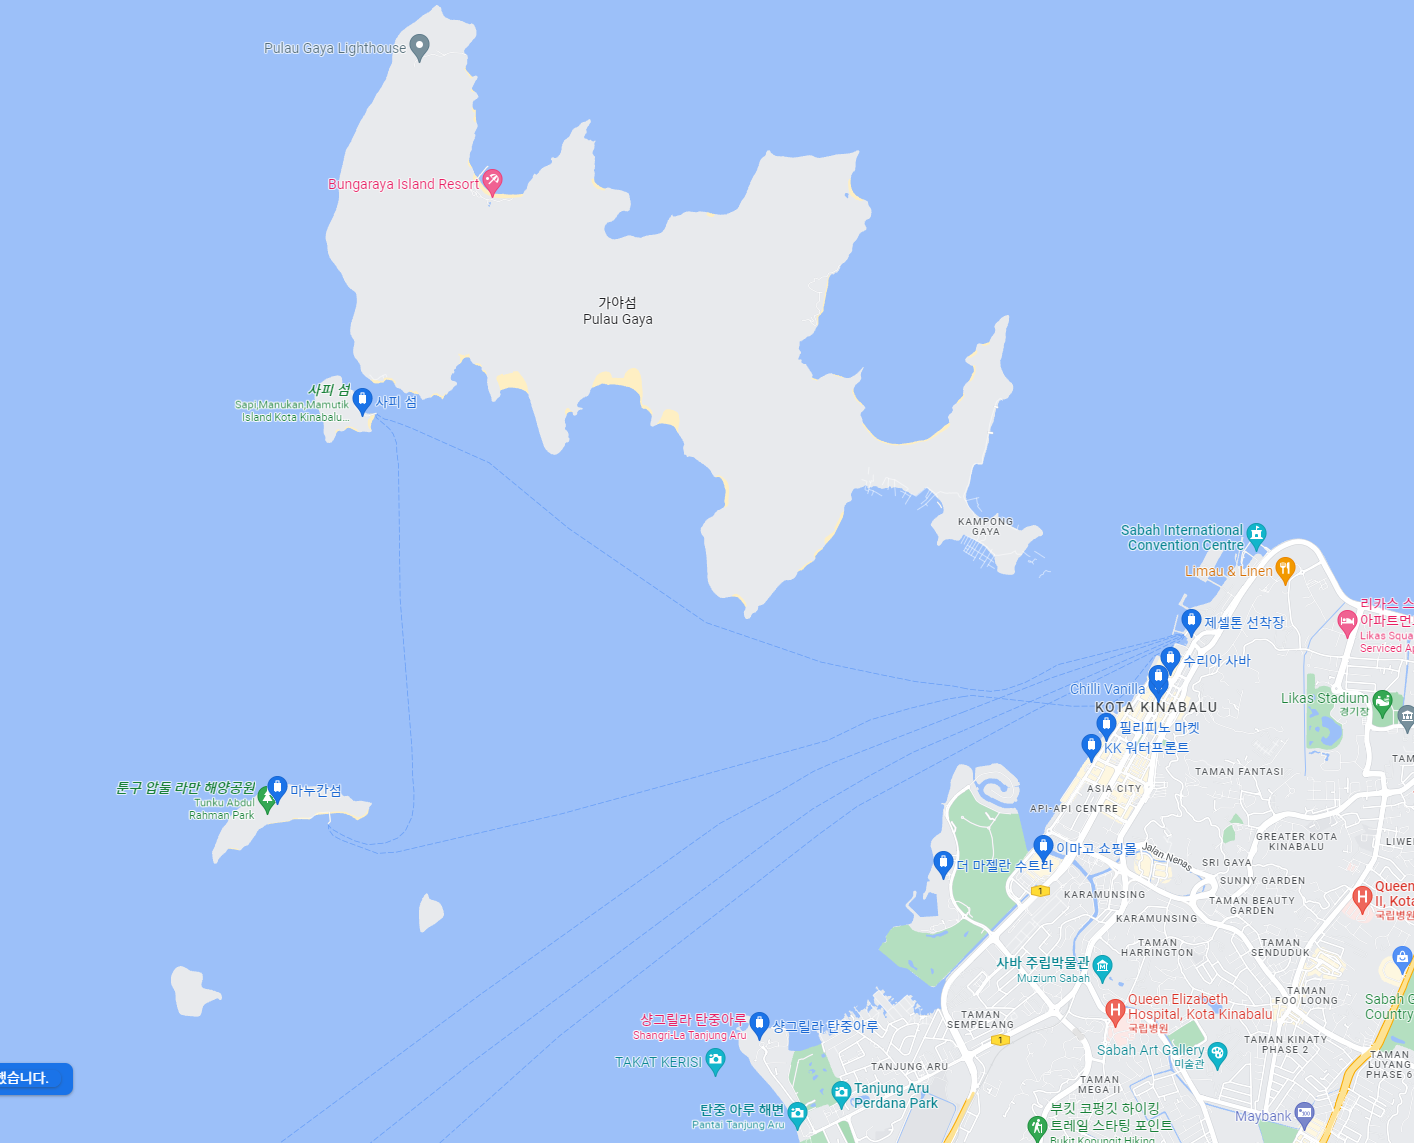 Pulau Gaya Lighthouse
Bungaraya Island Resort
가야섬
Pulau Gaya
사피 섬
Sapi,Manukan,Mamutik
Island Kota Kinabalu...
사피 섬
KAMPONG
GAYA
Sabah International
Convention Centre
Limau & Linen
리카스 스
아파트먼
Likas Squa
Serviced A
제셀톤 선착장
수리아 사바
Chilli Vanilla
KOTA KINABALU
Likas Stadium
경기장
필리피노 마켓
KK 워터프론트
TAMAN FANTASI
TAM
ASIA CITY
API-API CENTRE
툰구 압둘 라만 해양공원
Tunku Abdul
Rahman Park
마누칸섬
GREATER KOTA
KINABALU
LIWE
이마고 쇼핑몰
Jalan Nenas
SRI GAYA
더 마젤란 수트라
1
KARAMUNSING
SUNNY GARDEN
TAMAN BEAUTY
GARDEN
Queen
II, Kota
국립병원
KARAMUNSING
TAMAN
HARRINGTON
TAMAN
SENDUDUK
사바 주립박물관
Muzium Sabah
TAMAN
FOO LOONG
Sabah G
Country
Queen Elizabeth
Hospital, Kota Kinabalu
국립병원
샹그릴라 탄중아루
Shangri-La Tanjung Aru
샹그릴라 탄중아루
TAMAN
SEMPELANG
1
TAMAN KINATY
PHASE 2
Sabah Art Gallery
미술관
TAKAT KERISI
TANJUNG ARU
TAMAN
LUYANG
PHASE 6
TAMAN
MEGA II
했습니다.
Tanjung Aru
Perdana Park
탄중 아루 해변
Pantai Tanjung Aru
부킷 코펑깃 하이킹
트레일 스타팅 포인트
Bukit Kopungit Hiking
Maybank